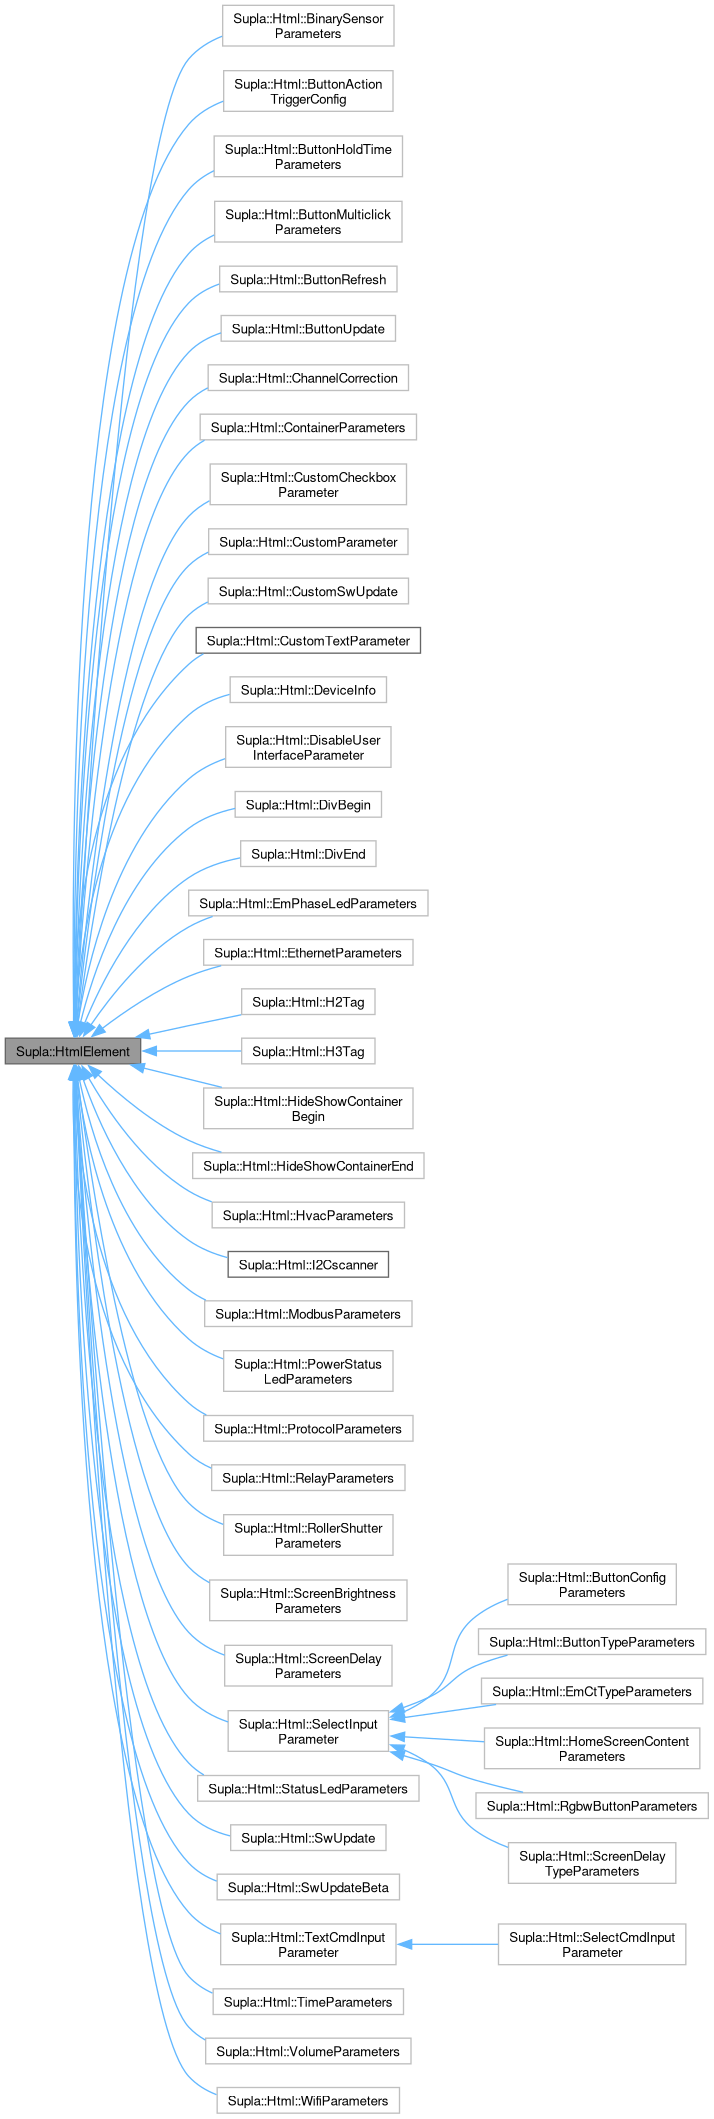 Supla::Html::BinarySensor
Parameters
Supla::Html::ButtonAction
TriggerConfig
Supla::Html::ButtonHoldTime
Parameters
Supla::Html::ButtonMulticlick
Parameters
Supla::Html::ButtonRefresh
Supla::Html::ButtonUpdate
Supla::Html::ChannelCorrection
Supla::Html::ContainerParameters
Supla::Html::CustomCheckbox
Parameter
Supla::Html::CustomParameter
Supla::Html::CustomSwUpdate
Supla::Html::CustomTextParameter
Supla::Html::DeviceInfo
Supla::Html::DisableUser
InterfaceParameter
Supla::Html::DivBegin
Supla::Html::DivEnd
Supla::Html::EmPhaseLedParameters
Supla::Html::EthernetParameters
Supla::Html::H2Tag
Supla::HtmlElement
Supla::Html::H3Tag
Supla::Html::HideShowContainer
Begin
Supla::Html::HideShowContainerEnd
Supla::Html::HvacParameters
Supla::Html::I2Cscanner
Supla::Html::ModbusParameters
Supla::Html::PowerStatus
LedParameters
Supla::Html::ProtocolParameters
Supla::Html::RelayParameters
Supla::Html::RollerShutter
Parameters
Supla::Html::ScreenBrightness
Parameters
Supla::Html::ScreenDelay
Parameters
Supla::Html::SelectInput
Parameter
Supla::Html::ButtonConfig
Parameters
Supla::Html::ButtonTypeParameters
Supla::Html::EmCtTypeParameters
Supla::Html::HomeScreenContent
Parameters
Supla::Html::RgbwButtonParameters
Supla::Html::ScreenDelay
TypeParameters
Supla::Html::StatusLedParameters
Supla::Html::SwUpdate
Supla::Html::SwUpdateBeta
Supla::Html::TextCmdInput
Parameter
Supla::Html::SelectCmdInput
Parameter
Supla::Html::TimeParameters
Supla::Html::VolumeParameters
Supla::Html::WifiParameters